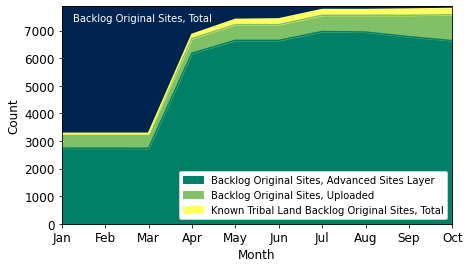 Backlog Original Sites, Total
7000
6000
5000
4000
3000
2000
1000
0
Count
Backlog Original Sites, Advanced Sites Layer
Backlog Original Sites, Uploaded
Known Tribal Land Backlog Original Sites, Total
Jan Feb Mar Apr May Jun Jul Aug Sep Oct
Month